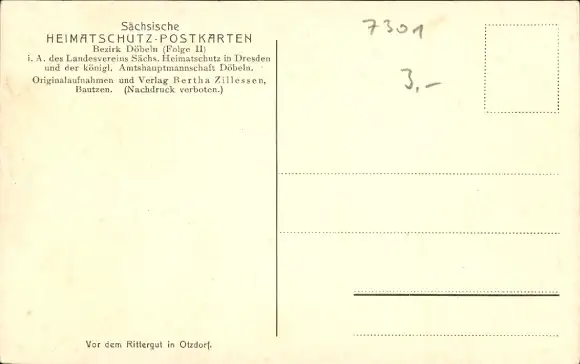 Sächsische
HEIMATSCHUTZ-POSTKARTEN
Bezirk Döbeln (Folge II)
i. A. des Landesvereins Sächs. Heimatschutz in Dresden
und der königl. Amtshauptmannschaft Döbeln.
Originalaufnahmen und Verlag Bertha Zillessen,
Bautzen. (Nachdruck verboten.)
7301
3,-
Vor dem Rittergut in Otzdorf.